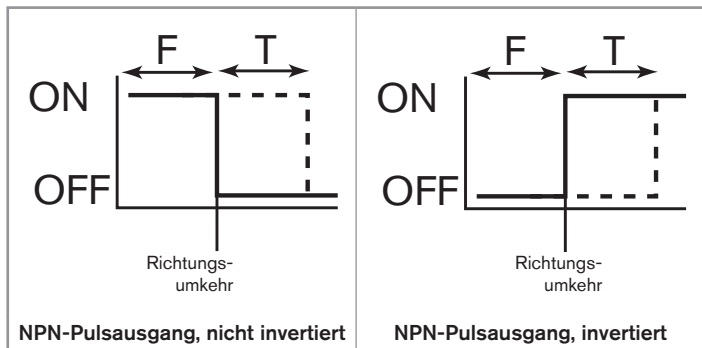 F
T
ON
OFF
Richtungs-
umkehr
NPN-Pulsausgang, nicht invertiert
F
T
ON
OFF
Richtungs-
umkehr
NPN-Pulsausgang, invertiert